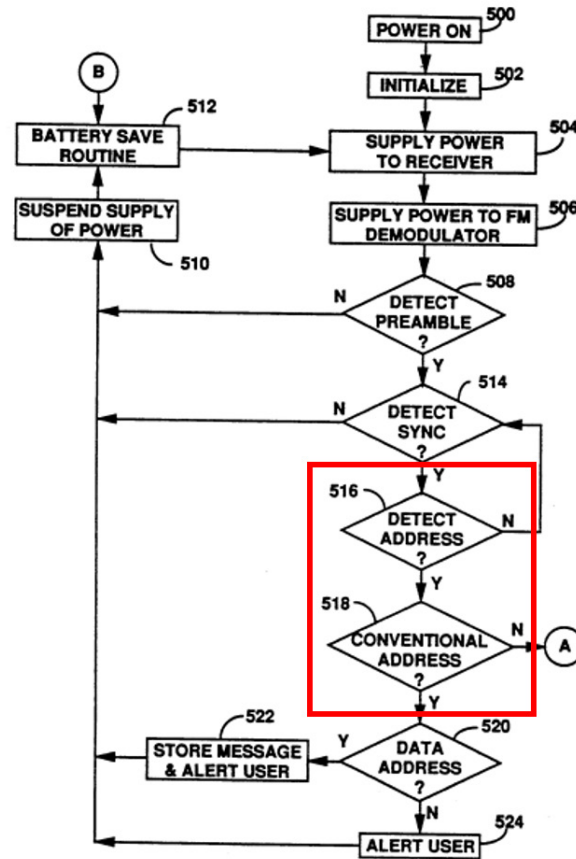 500
POWER ON
502
INITIALIZE
B
512
BATTERY SAVE
ROUTINE
504
SUPPLY POWER
TO RECEIVER
SUSPEND SUPPLY
OF POWER
510
506
SUPPLY POWER TO FM
DEMODULATOR
508
N
DETECT
PREAMBLE
?
Y
514
N
DETECT
SYNC
?
Y
516
DETECT
ADDRESS
?
N
Y
518
CONVENTIONAL
ADDRESS
?
N
A
Y
522
STORE MESSAGE
& ALERT USER
520
Y
DATA
ADDRESS
?
N
524
ALERT USER